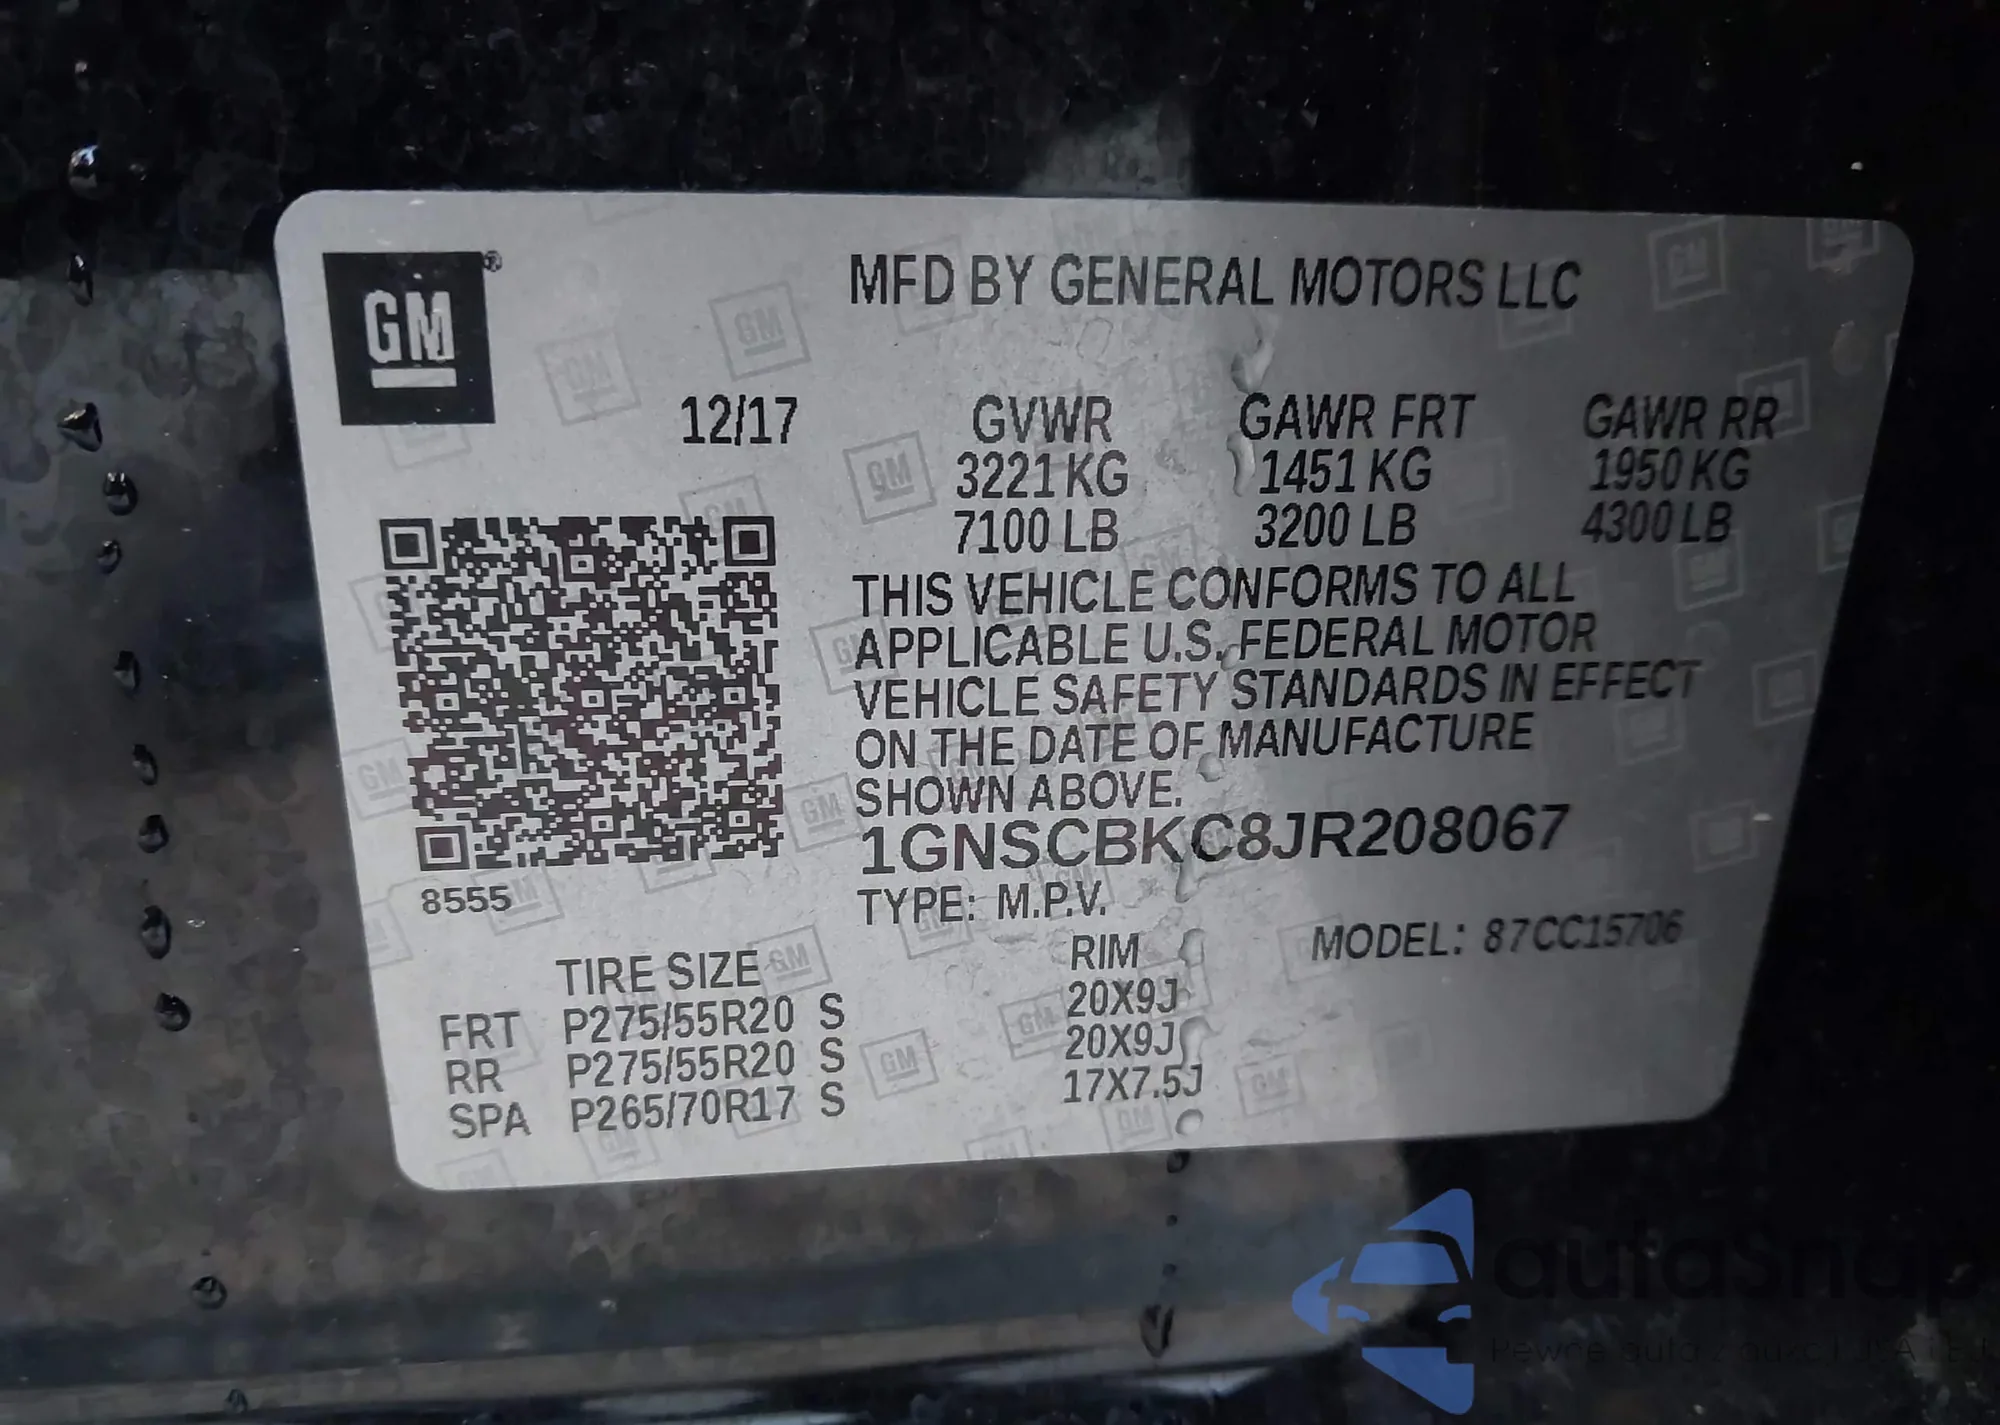 GM®
MFD BY GENERAL MOTORS LLC
12/17 GVWR GAWR FRT GAWR RR
3221 KG 1451 KG 1950 KG
7100 LB 3200 LB 4300 LB
THIS VEHICLE CONFORMS TO ALL
APPLICABLE U.S. FEDERAL MOTOR
VEHICLE SAFETY STANDARDS IN EFFECT
ON THE DATE OF MANUFACTURE
SHOWN ABOVE.
1GNSCBKC8JR208067
8555
TYPE: M.P.V.
MODEL: 87CC15706
TIRE SIZE RIM
FRT P275/55R20 S 20X9J
RR P275/55R20 S 20X9J
SPA P265/70R17 S 17X7.5J
autaSnap
Pewne auta z